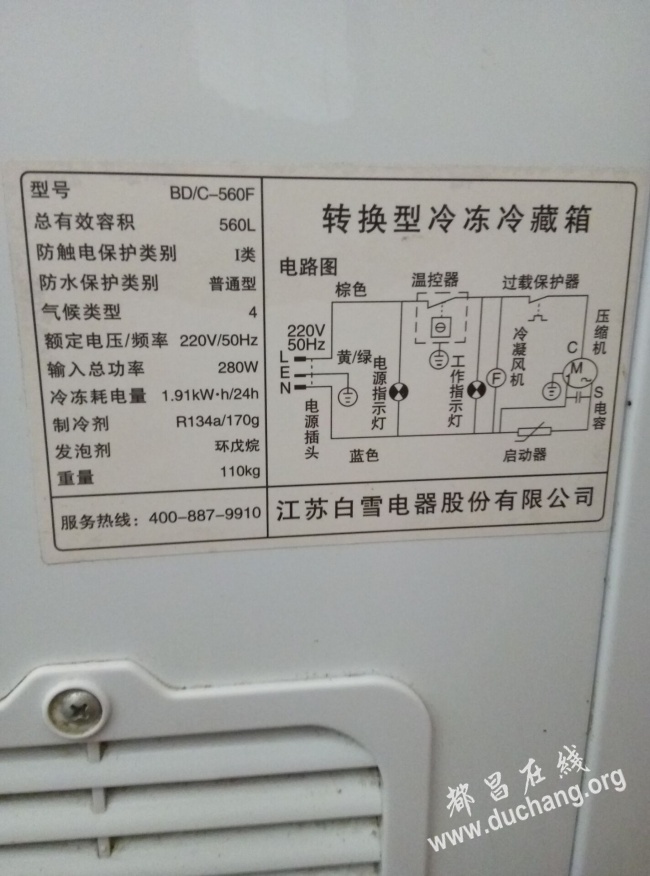 型号 BD/C-560F
总有效容积 560L
防触电保护类别 I类
防水保护类别 普通型
气候类型 4
额定电压/频率 220V/50Hz
输入总功率 280W
冷冻耗电量 1.91kW·h/24h
制冷剂 R134a/170g
发泡剂 环戊烷
重量 110kg
服务热线: 400-887-9910
转换型冷冻冷藏箱
电路图
棕色
温控器
过载保护器
220V
50Hz
L
E
N
黄/绿
电源插头
电源指示灯
工作指示灯
F
冷凝风机
C
M
1~
S
压缩机
电容
蓝色
启动器
江苏白雪电器股份有限公司
都昌在线
www.duchang.org